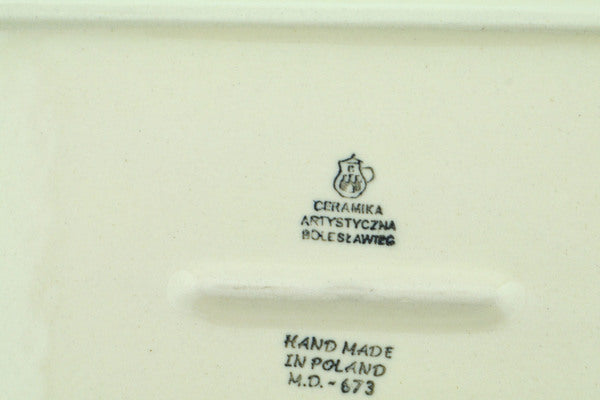 CERAMIKA
ARTYSTYCZNA
BOLESŁAWIEC
HAND MADE
IN POLAND
M.D. - 673